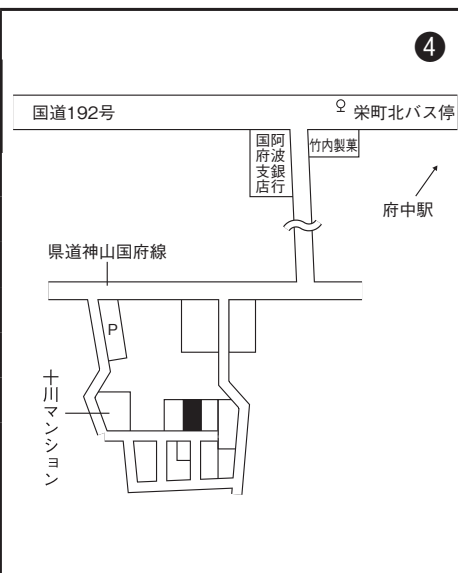 ❹
国道192号
栄町北バス停
阿波銀行
国府支店
竹内製菓
府中駅
県道神山国府線
P
十川マンション